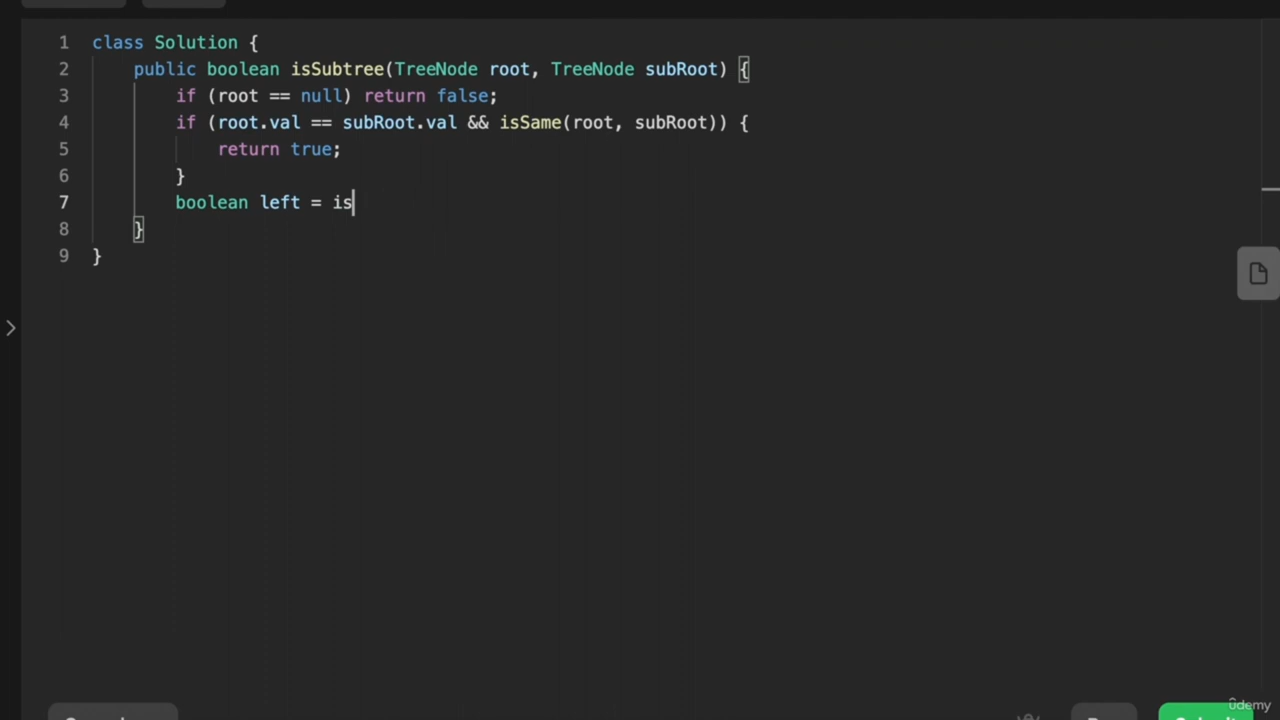 1 class Solution {
2 public boolean isSubtree(TreeNode root, TreeNode subRoot) {
3 if (root == null) return false;
4 if (root.val == subRoot.val && isSame(root, subRoot)) {
5 return true;
6 }
7 boolean left = is
8 }
9 }
ûdemy